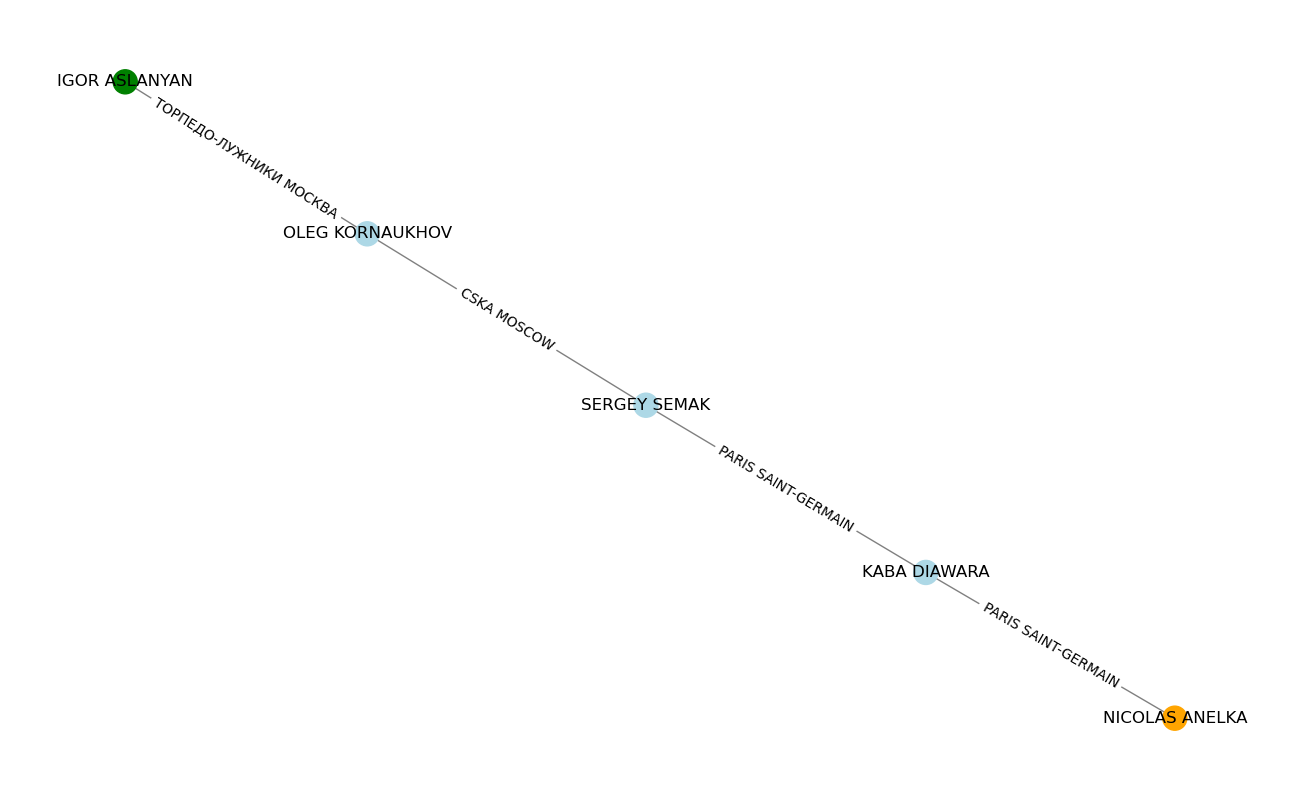 IGOR ASLANYAN
ТОРПЕДО-ЛУЖНИКИ МОСКВА
OLEG KORNAUKHOV
CSKA MOSCOW
SERGEY SEMAK
PARIS SAINT-GERMAIN
KABA DIAWARA
PARIS SAINT-GERMAIN
NICOLAS ANELKA